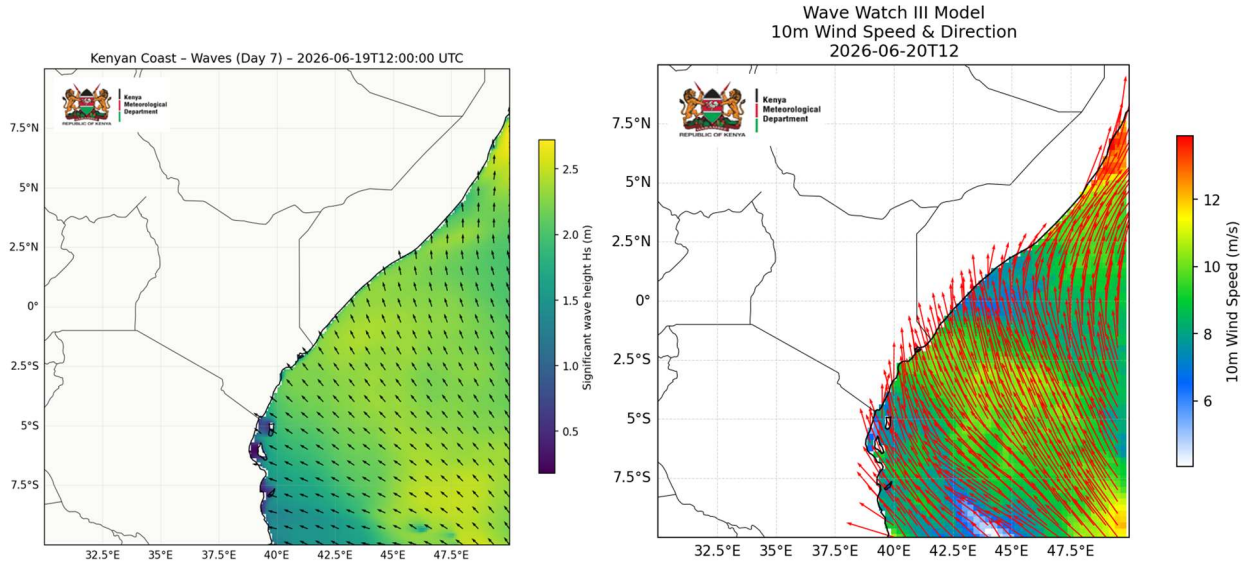 Kenyan Coast – Waves (Day 7) – 2026-06-19T12:00:00 UTC
Kenya
Meteorological
Department
REPUBLIC OF KENYA
7.5°N
5°N
2.5°N
0°
2.5°S
5°S
7.5°S
32.5°E 35°E 37.5°E 40°E 42.5°E 45°E 47.5°E
2.5
2.0
1.5
1.0
0.5
Significant wave height Hs (m)
Wave Watch III Model
10m Wind Speed & Direction
2026-06-20T12
Kenya
Meteorological
Department
REPUBLIC OF KENYA
7.5°N
5°N
2.5°N
0°
2.5°S
5°S
7.5°S
32.5°E 35°E 37.5°E 40°E 42.5°E 45°E 47.5°E
12
10
8
6
10m Wind Speed (m/s)